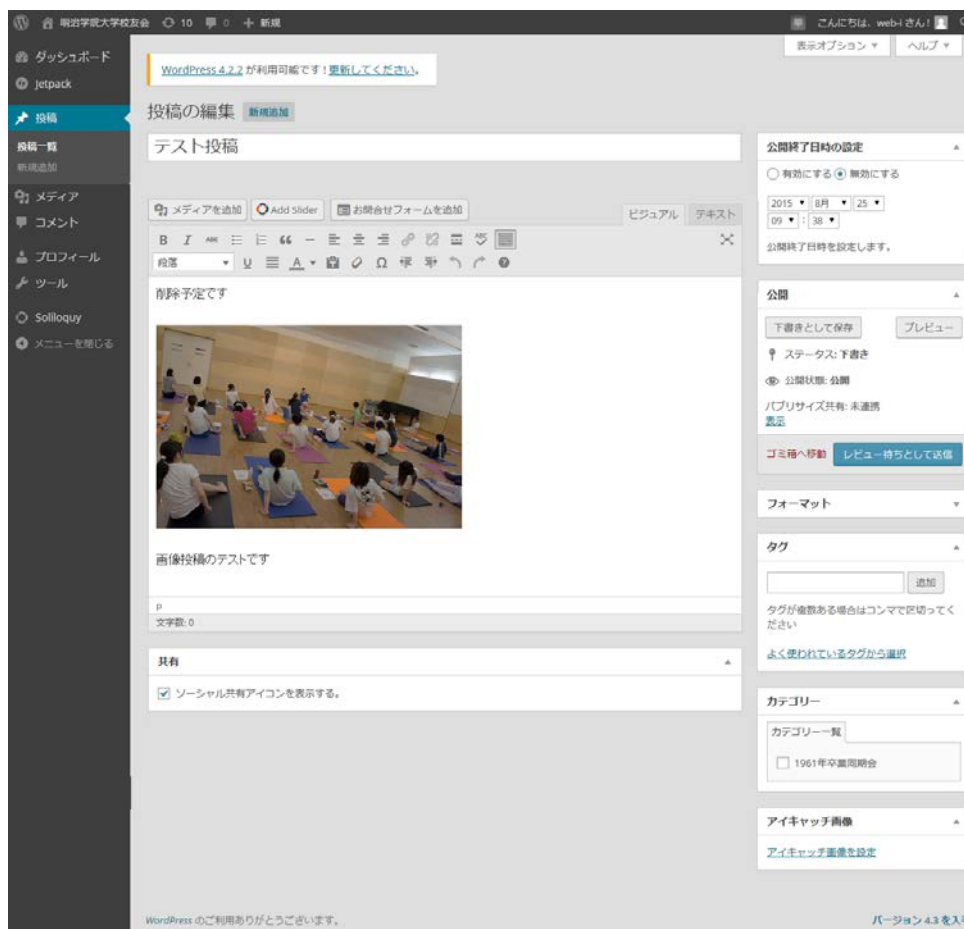 明治学院大学校友会 10 0 新規
こんにちは、web-i さん!
表示オプション ヘルプ
ダッシュボード
Jetpack
投稿
投稿一覧
新規追加
メディア
コメント
プロフィール
ツール
Soliloquy
メニューを閉じる
WordPress 4.2.2 が利用可能です ! 更新してください。
投稿の編集 新規追加
テスト投稿
メディアを追加 Add Slider お問合せフォームを追加
ビジュアル テキスト
B I ABC
段落 U A Ω
削除予定です
画像投稿のテストです
p
文字数: 0
共有
ソーシャル共有アイコンを表示する。
公開終了日時の設定
有効にする 無効にする
2015 8月 25
09 : 38
公開終了日時を設定します。
公開
下書きとして保存 プレビュー
ステータス: 下書き
公開状態: 公開
パブリサイズ共有: 未連携
表示
ゴミ箱へ移動 レビュー待ちとして送信
フォーマット
タグ
追加
タグが複数ある場合はコンマで区切ってく
ださい
よく使われているタグから選択
カテゴリー
カテゴリー一覧
1961年卒業同期会
アイキャッチ画像
アイキャッチ画像を設定
WordPress のご利用ありがとうございます。
バージョン 4.3 を入